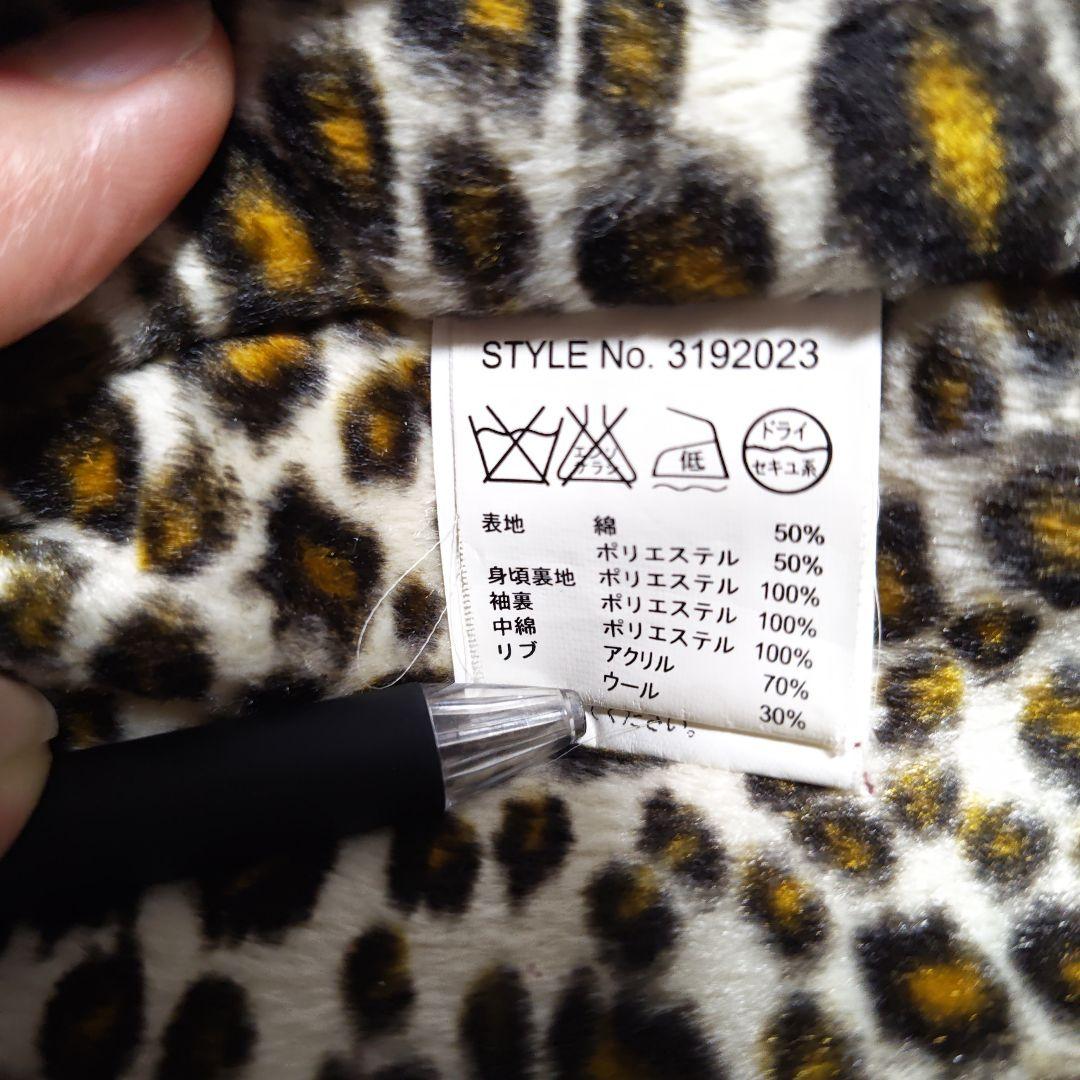 STYLE No. 3192023
エンソ サラシ 低 ドライ セキユ系
表地 綿 50%
ポリエステル 50%
身頃裏地 ポリエステル 100%
袖裏 ポリエステル 100%
中綿 ポリエステル 100%
リブ アクリル 70%
ウール 30%
ください。